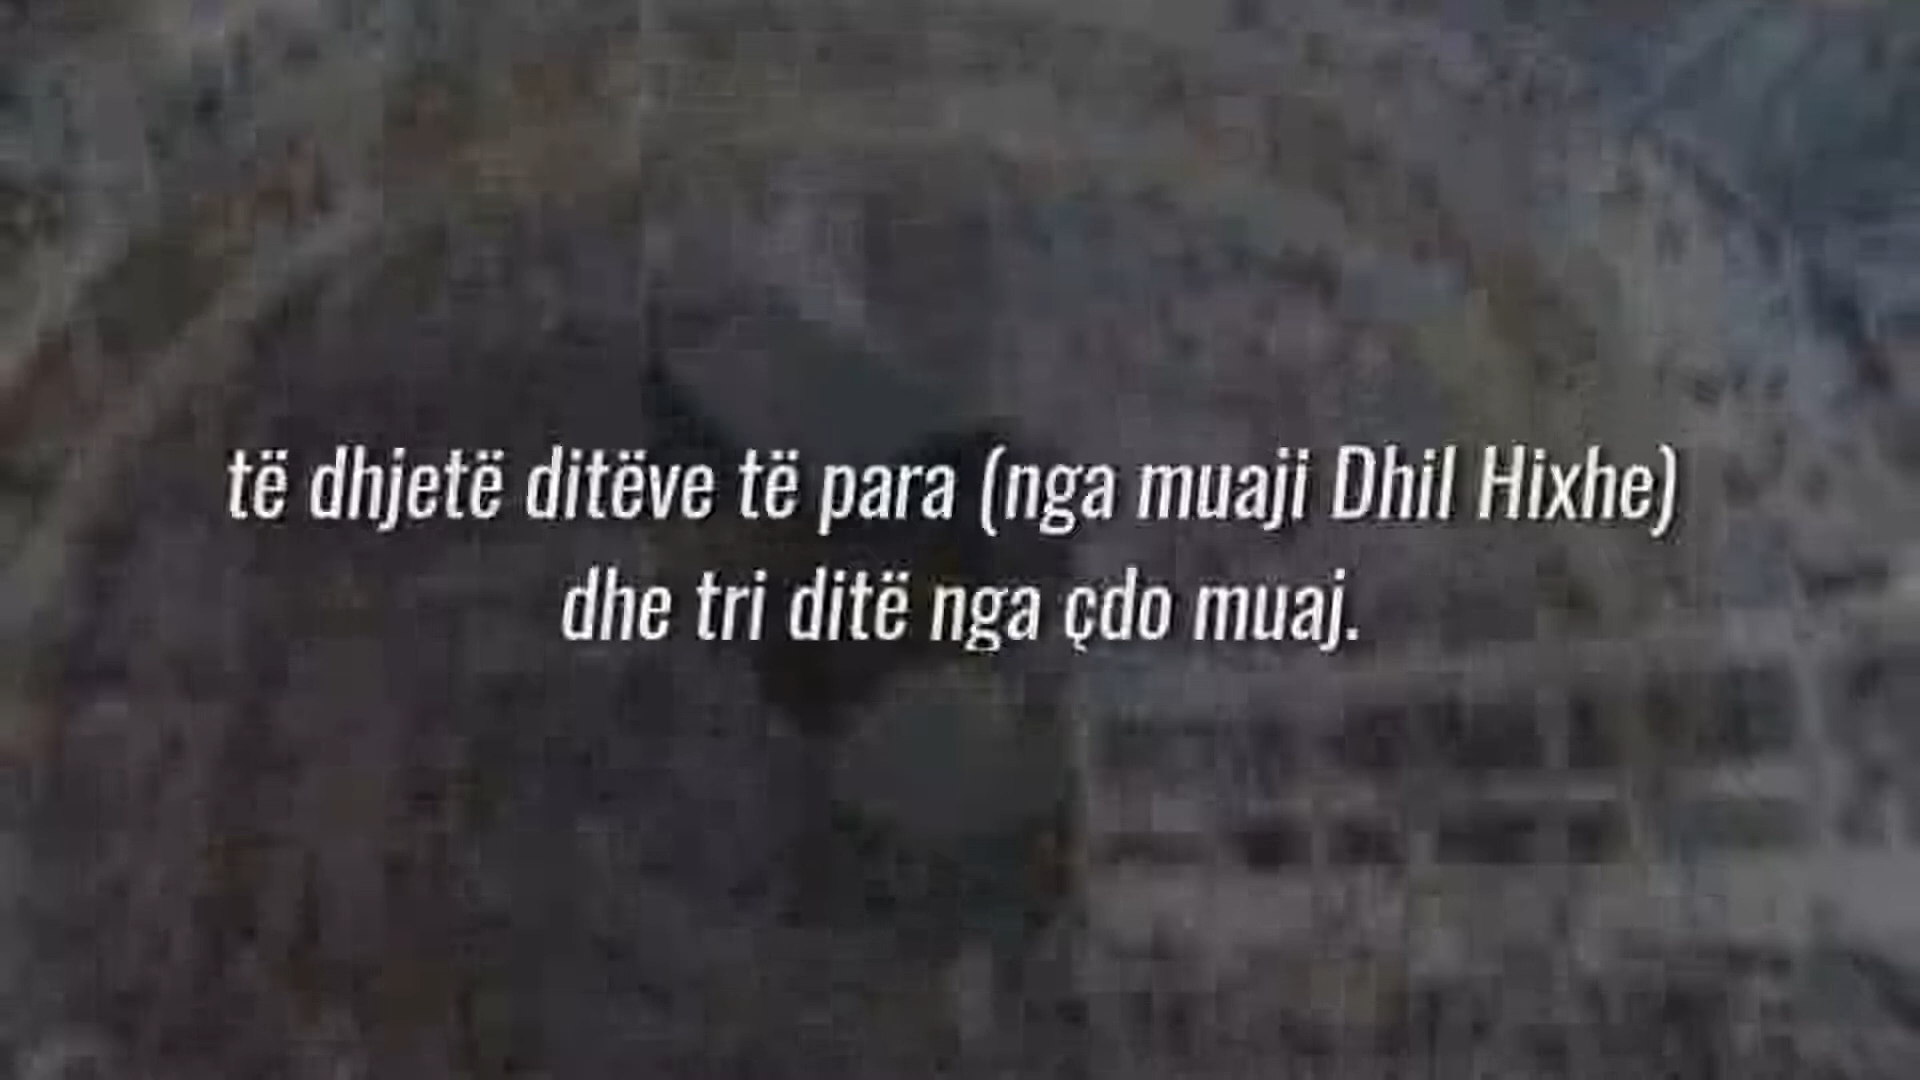 të dhjetë ditëve të para (nga muaji Dhil Hixhe)
dhe tri ditë nga çdo muaj.